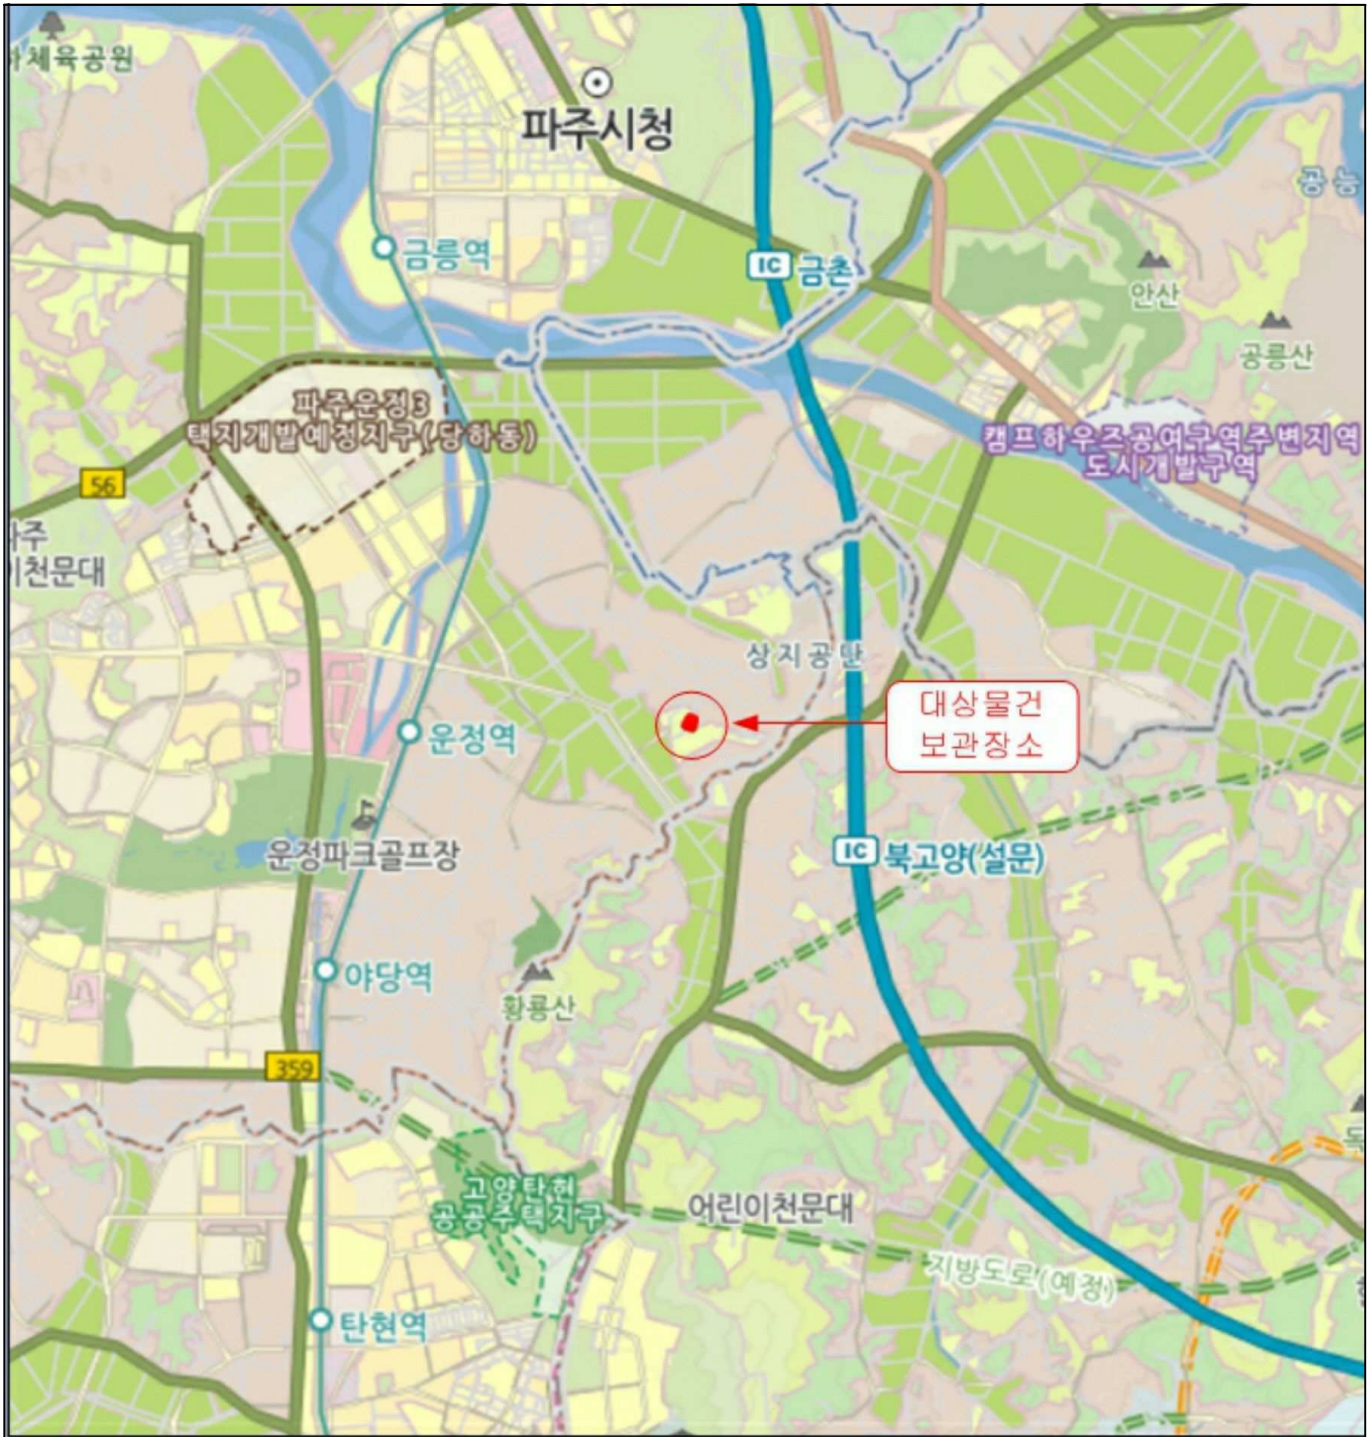 체육공원
파주시청
공능
금릉역
IC 금촌
안산
공릉산
파주운정3
택지개발예정지구(당하동)
캠프하우즈공여구역주변지역
도시개발구역
56
이천문대
상지공단
대상물건
보관장소
운정역
IC 북고양(설문)
운정파크골프장
야당역
황룡산
359
고양탄현
공공주택지구
어린이천문대
지방도로(예정)
탄현역